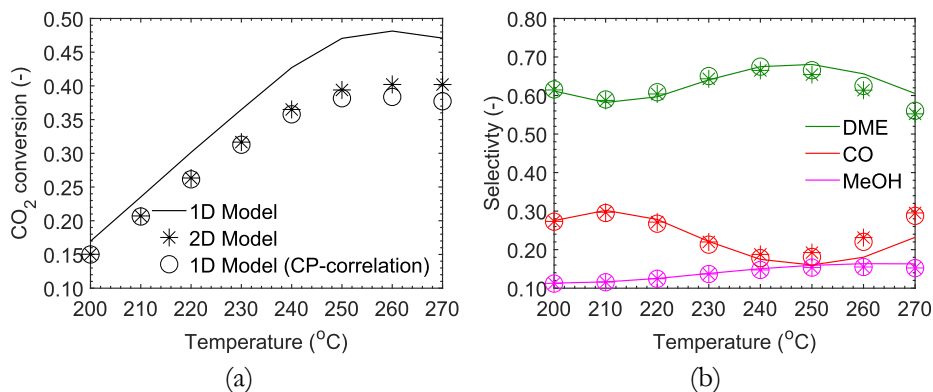 (a)
CO2 conversion (-)
0.50
0.45
0.40
0.35
0.30
0.25
0.20
0.15
0.10
1D Model
2D Model
1D Model (CP-correlation)
200 210 220 230 240 250 260 270
Temperature (oC)
(a)
(b)
Selectivty (-)
0.80
0.70
0.60
0.50
0.30
0.20
0.10
DME
CO
MeOH
200 210 220 230 240 250 260 270
Temperature (oC)
(b)